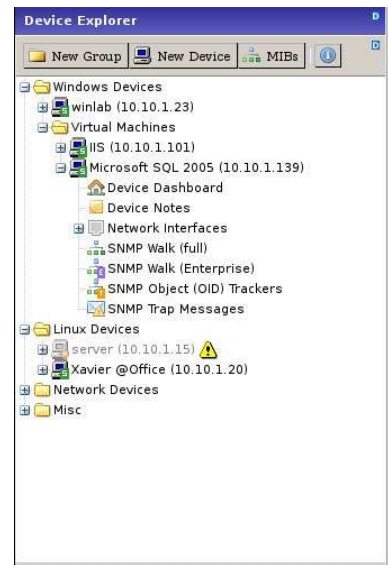 Device Explorer
D
New Group New Device MIBs
D
Windows Devices
winlab (10.10.1.23)
Virtual Machines
IIS (10.10.1.101)
Microsoft SQL 2005 (10.10.1.139)
Device Dashboard
Device Notes
Network Interfaces
SNMP Walk (full)
SNMP Walk (Enterprise)
SNMP Object (OID) Trackers
SNMP Trap Messages
Linux Devices
server (10.10.1.15)
Xavier @Office (10.10.1.20)
Network Devices
Misc